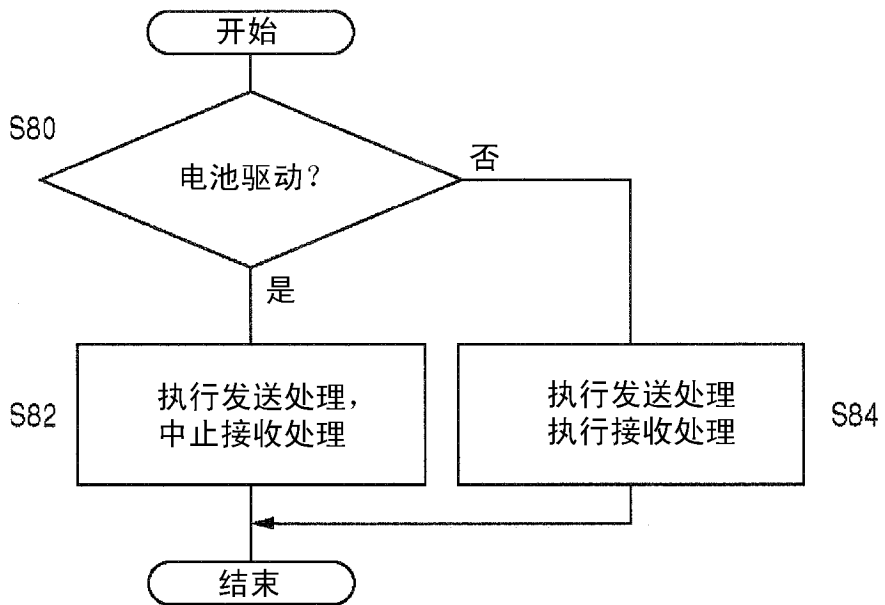 开始
S80
电池驱动?
否
是
S82
执行发送处理，
中止接收处理
执行发送处理
执行接收处理
S84
结束